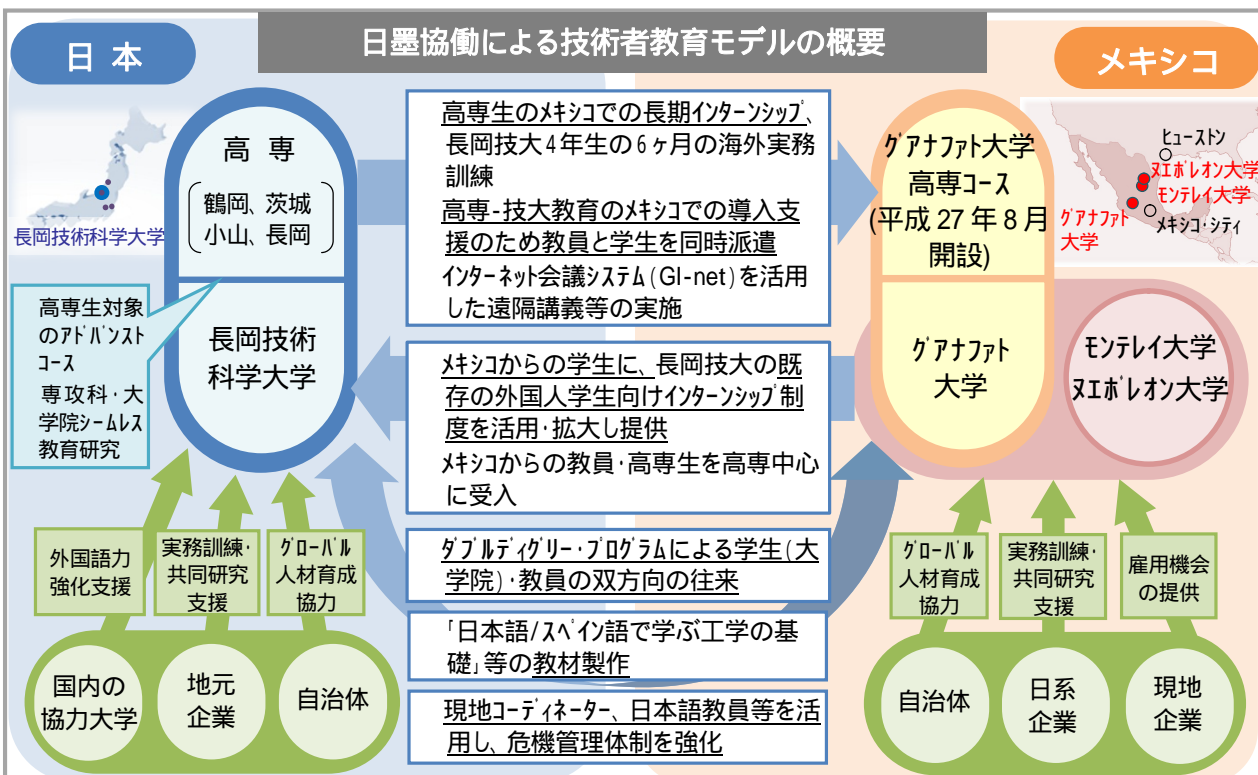 日墨協働による技術者教育モデルの概要
日本
メキシコ
高専
鶴岡、茨城
小山、長岡
長岡技術科学大学
高専生対象
のアドバンスト
コース
専攻科・大
学院シームレス
教育研究
長岡技術
科学大学
高専生のメキシコでの長期インターンシップ、
長岡技大4年生の6ヶ月の海外実務
訓練
高専-技大教育のメキシコでの導入支
援のため教員と学生を同時派遣
インターネット会議システム(GI-net)を活用
した遠隔講義等の実施
メキシコからの学生に、長岡技大の既
存の外国人学生向けインターンシップ制
度を活用・拡大し提供
メキシコからの教員・高専生を高専中心
に受入
ダブルディグリー・プログラムによる学生(大
学院)・教員の双方向の往来
「日本語/スペイン語で学ぶ工学の基
礎」等の教材製作
現地コーディネーター、日本語教員等を活
用し、危機管理体制を強化
グアナファト大学
高専コース
(平成27年8月
開設)
グアナファト
大学
モンテレイ大学
ヌエボレオン大学
ヒューストン
ヌエボレオン大学
モンテレイ大学
グアナファト
大学
メキシコ・シティ
外国語力
強化支援
実務訓練・
共同研究
支援
グローバル
人材育成
協力
国内の
協力大学
地元
企業
自治体
グローバル
人材育成
協力
実務訓練・
共同研究
支援
雇用機会
の提供
自治体
日系
企業
現地
企業